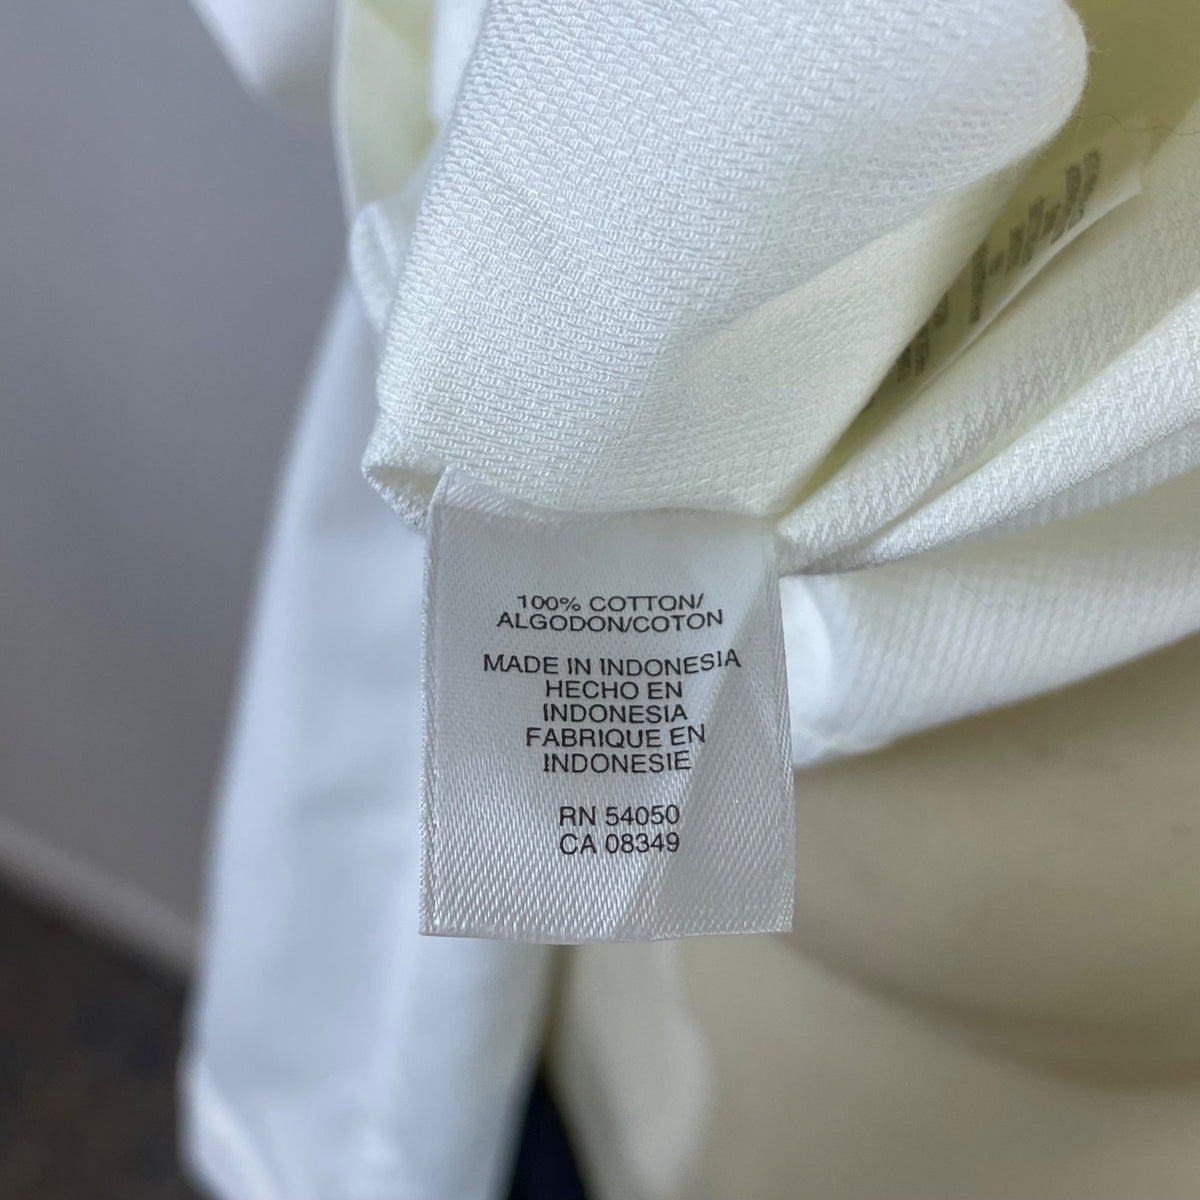 100% COTTON/
ALGODON/COTON
MADE IN INDONESIA
HECHO EN
INDONESIA
FABRIQUE EN
INDONESIE
RN 54050
CA 08349